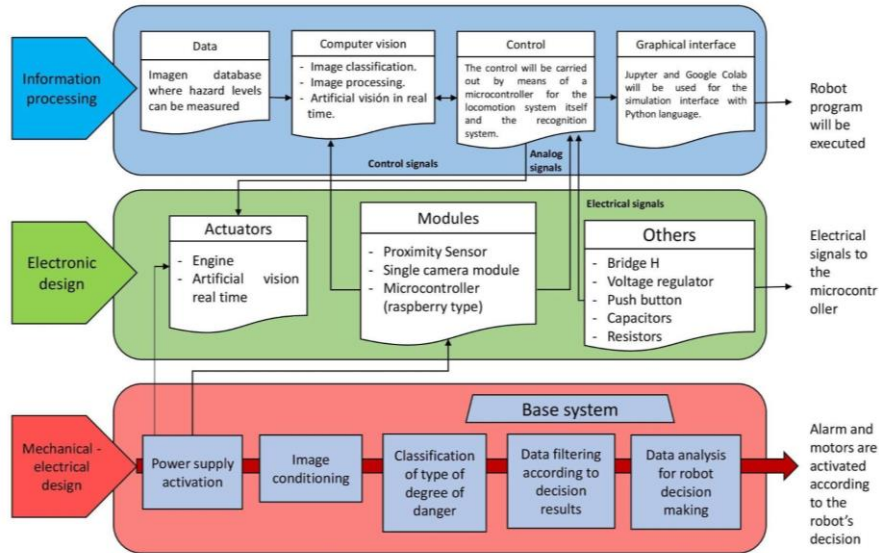 Information
processing
Data
Imagen database
where hazard levels
can be measured
Computer vision
- Image classification.
- Image processing.
- Artificial visión in real
time.
Control
The control will be carried
out by means of a
microcontroller for the
locomotion system itself
and the recognition
system.
Graphical interface
Jupyter and Google Colab
will be used for the
simulation interface with
Python language.
Robot
program
will be
executed
Control signals
Analog
signals
Electrical signals
Electronic
design
Actuators
- Engine
- Artificial vision
real time
Modules
- Proximity Sensor
- Single camera module
- Microcontroller
(raspberry type)
Others
- Bridge H
- Voltage regulator
- Push button
- Capacitors
- Resistors
Electrical
signals to
the
microcontr
oller
Mechanical -
electrical
design
Base system
Power supply
activation
Image
conditioning
Classification
of type of
degree of
danger
Data filtering
according to
decision
results
Data analysis
for robot
decision
making
Alarm and
motors are
activated
according
to the
robot's
decision